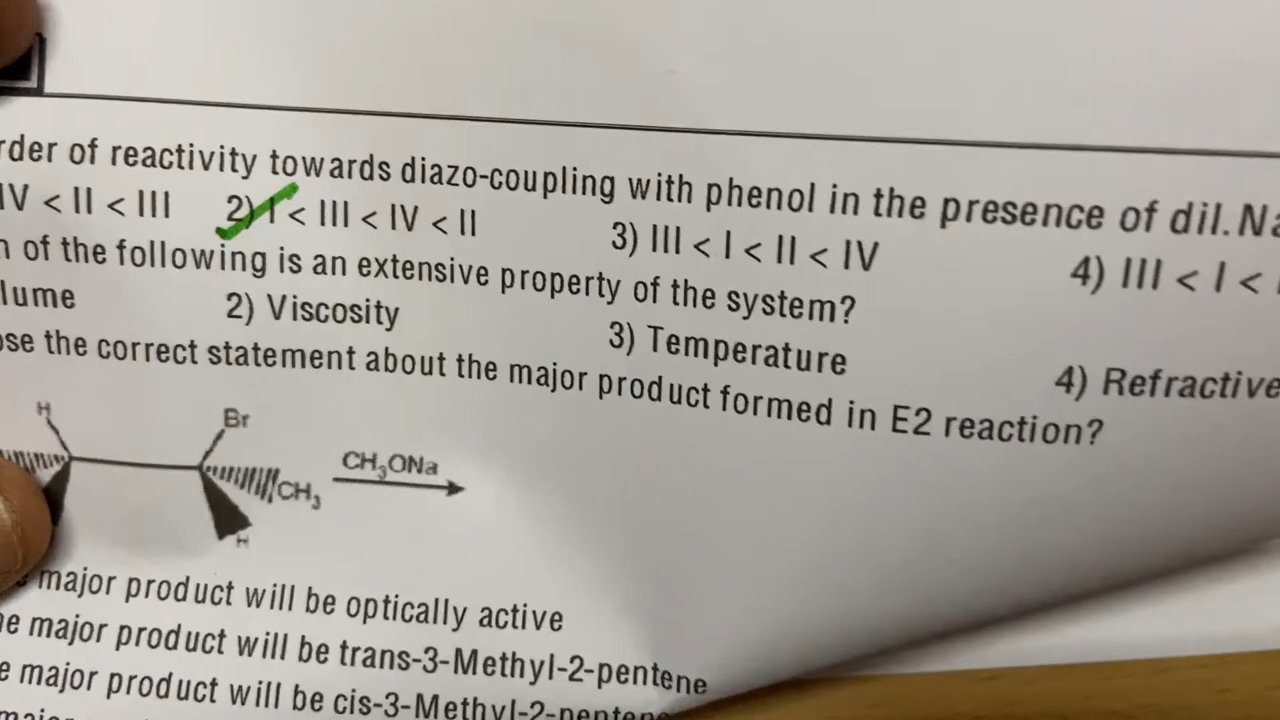 rder of reactivity towards diazo-coupling with phenol in the presence of dil.Na
IV < II < III 2) I < III < IV < II 3) III < I < II < IV 4) III < I <
of the following is an extensive property of the system?
lume 2) Viscosity 3) Temperature 4) Refractive
ose the correct statement about the major product formed in E2 reaction?
H Br
CH₃ONa
CH₃
H
major product will be optically active
he major product will be trans-3-Methyl-2-pentene
e major product will be cis-3-Methyl-2-pentene
major